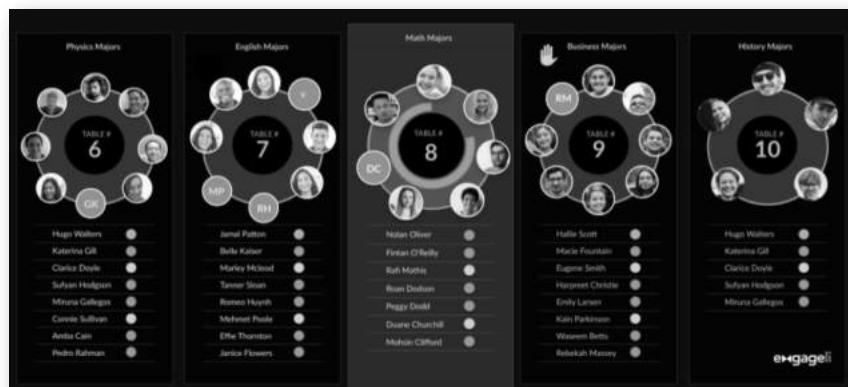 Physics Majors
TABLE #
6
GK
Hugo Walters
Katerina Gill
Clarice Doyle
Sufyan Hodgson
Miruna Gallegos
Connie Sullivan
Amba Cain
Pedro Rahman
English Majors
Y
TABLE #
7
MP
RH
Jamal Patton
Bella Kaiser
Marley Mcleod
Tanner Sloan
Romeo Huynh
Mehmet Poole
Effie Thornton
Janice Flowers
Math Majors
TABLE #
8
DC
Nolan Oliver
Fintan O'Reilly
Rafi Mathis
Roan Dodson
Peggy Dodd
Duane Churchill
Mohsin Clifford
Business Majors
RM
TABLE #
9
Hallie Scott
Macie Fountain
Eugene Smith
Harpreet Christie
Emily Larsen
Kain Parkinson
Waseem Betts
Rebekah Massey
History Majors
TABLE #
10
Hugo Walters
Katerina Gill
Clarice Doyle
Sufyan Hodgson
Miruna Gallegos
engageli